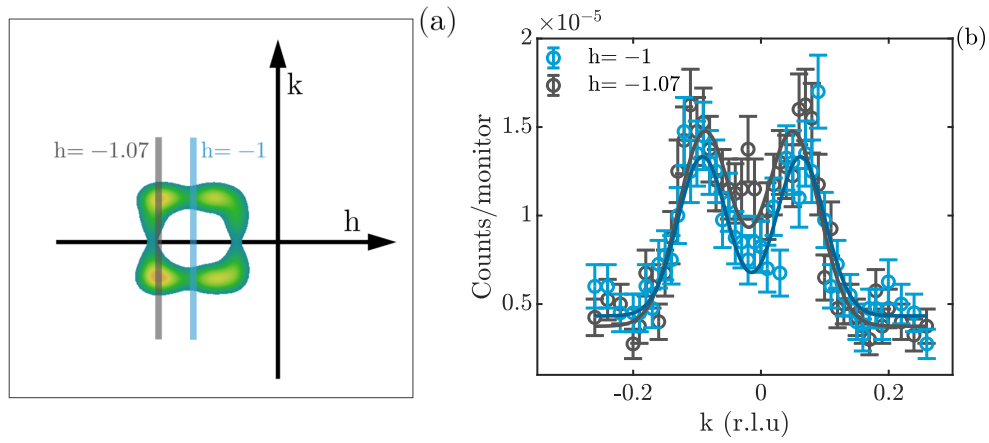 (a)
k
h= −1.07
h= −1
h
×10⁻⁵
(b)
2
h= −1
h= −1.07
1.5
1
0.5
Counts/monitor
-0.2
0
0.2
k (r.l.u)